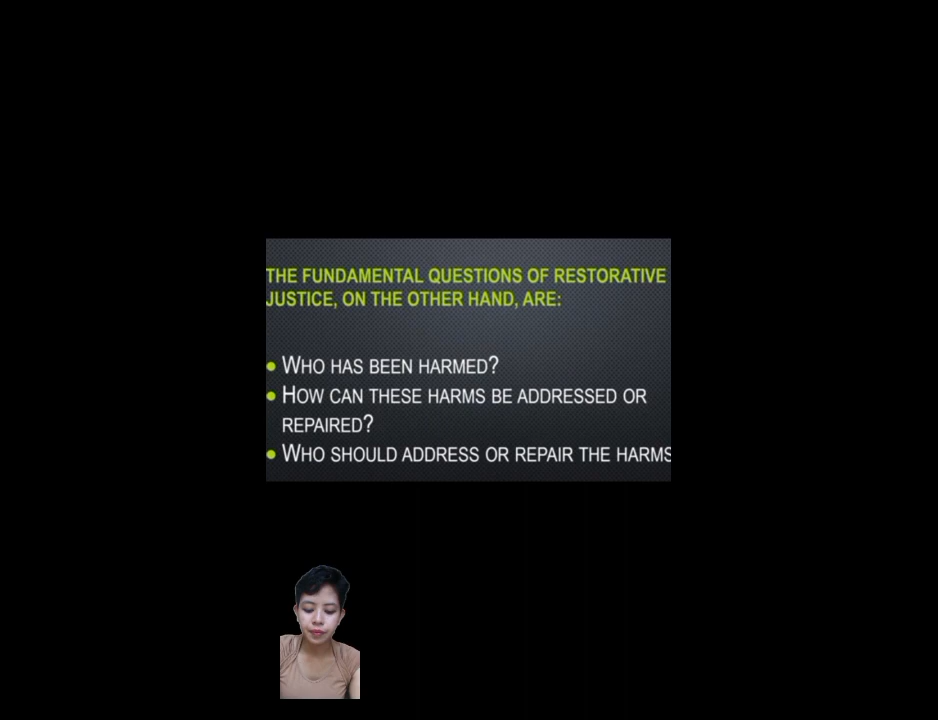 THE FUNDAMENTAL QUESTIONS OF RESTORATIVE
JUSTICE, ON THE OTHER HAND, ARE:
• WHO HAS BEEN HARMED?
• HOW CAN THESE HARMS BE ADDRESSED OR
REPAIRED?
• WHO SHOULD ADDRESS OR REPAIR THE HARMS